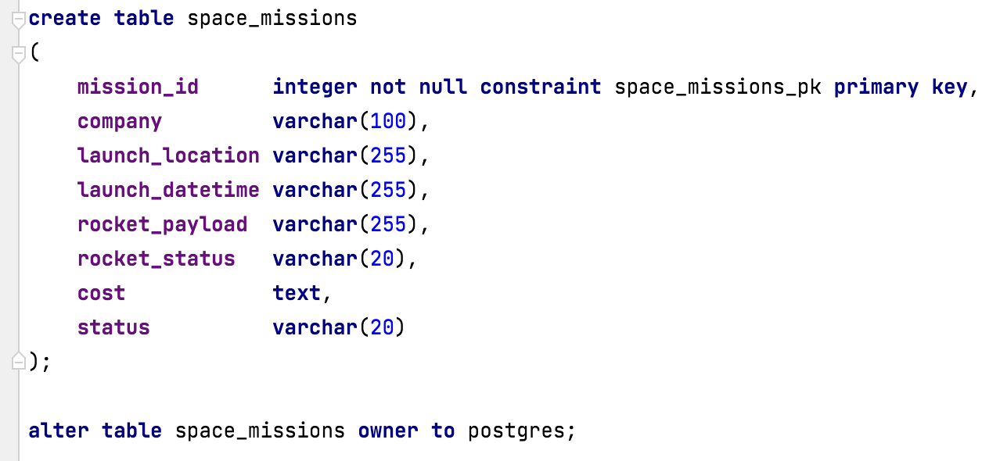 create table space_missions
(
    mission_id      integer not null constraint space_missions_pk primary key,
    company         varchar(100),
    launch_location varchar(255),
    launch_datetime varchar(255),
    rocket_payload  varchar(255),
    rocket_status   varchar(20),
    cost            text,
    status          varchar(20)
);
alter table space_missions owner to postgres;